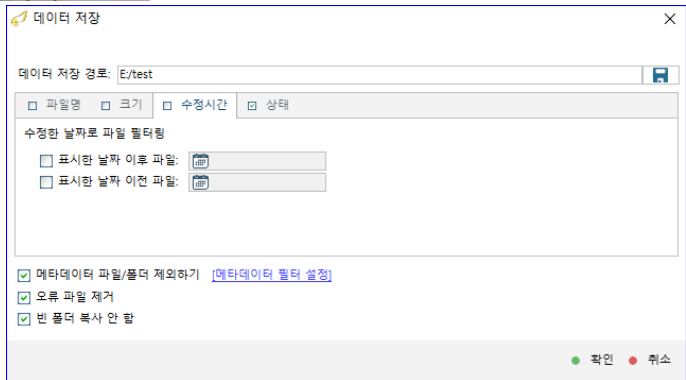 데이터 저장
데이터 저장 경로: E:/test
파일명 크기 수정시간 상태
수정한 날짜로 파일 필터링
표시한 날짜 이후 파일:
표시한 날짜 이전 파일:
메타데이터 파일/폴더 제외하기 [메타데이터 필터 설정]
오류 파일 제거
빈 폴더 복사 안 함
확인 취소